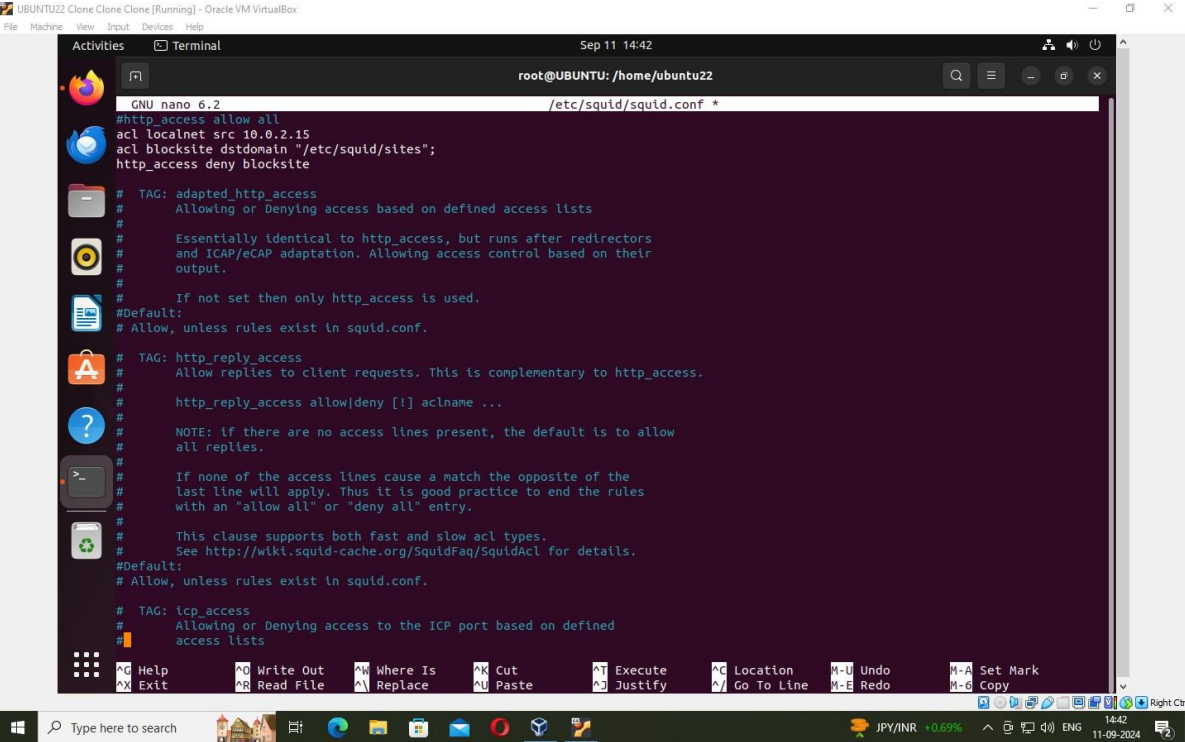 UBUNTU22 Clone Clone Clone [Running] - Oracle VM VirtualBox
File Machine View Input Devices Help
Activities Terminal Sep 11 14:42
root@UBUNTU: /home/ubuntu22
GNU nano 6.2 /etc/squid/squid.conf *
#http_access allow all
acl localnet src 10.0.2.15
acl blocksite dstdomain "/etc/squid/sites";
http_access deny blocksite
# TAG: adapted_http_access
# Allowing or Denying access based on defined access lists
#
# Essentially identical to http_access, but runs after redirectors
# and ICAP/eCAP adaptation. Allowing access control based on their
# output.
#
# If not set then only http_access is used.
#Default:
# Allow, unless rules exist in squid.conf.
# TAG: http_reply_access
# Allow replies to client requests. This is complementary to http_access.
#
# http_reply_access allow|deny [!] aclname ...
#
# NOTE: if there are no access lines present, the default is to allow
# all replies.
#
# If none of the access lines cause a match the opposite of the
# last line will apply. Thus it is good practice to end the rules
# with an "allow all" or "deny all" entry.
#
# This clause supports both fast and slow acl types.
# See http://wiki.squid-cache.org/SquidFaq/SquidAcl for details.
#Default:
# Allow, unless rules exist in squid.conf.
# TAG: icp_access
# Allowing or Denying access to the ICP port based on defined
# access lists
^G Help ^O Write Out ^W Where Is ^K Cut ^T Execute ^C Location M-U Undo M-A Set Mark
^X Exit ^R Read File ^\ Replace ^U Paste ^J Justify ^/ Go To Line M-E Redo M-6 Copy
Right Ctr
Type here to search JPY/INR +0.69% ENG 14:42
11-09-2024 2